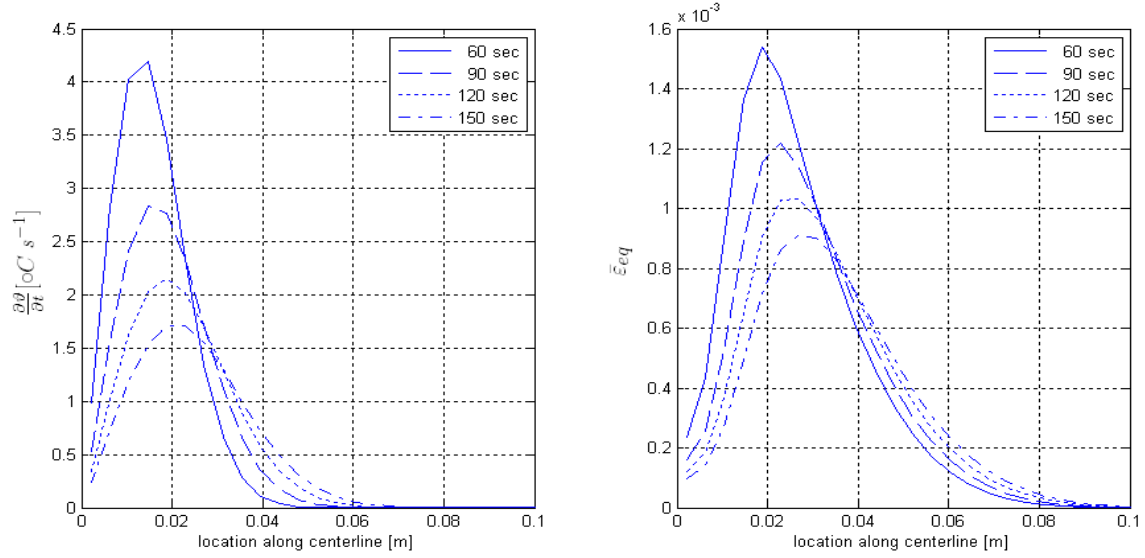 4.5
4
3.5
3
2.5
2
1.5
1
0.5
0
0
0.02
0.04
0.06
0.08
0.1
∂ϑ/∂t [∘C s⁻¹]
location along centerline [m]
60 sec
90 sec
120 sec
150 sec
x 10⁻³
1.6
1.4
1.2
1
0.8
0.6
0.4
0.2
0
0
0.02
0.04
0.06
0.08
0.1
ε̄eq
location along centerline [m]
60 sec
90 sec
120 sec
150 sec